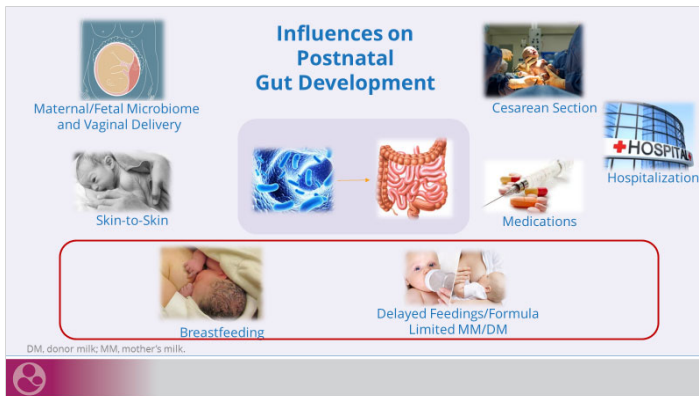 Influences on
Postnatal
Gut Development
Maternal/Fetal Microbiome
and Vaginal Delivery
Cesarean Section
HOSPITAL
Hospitalization
Skin-to-Skin
Medications
Breastfeeding
Delayed Feedings/Formula
Limited MM/DM
DM, donor milk; MM, mother's milk.